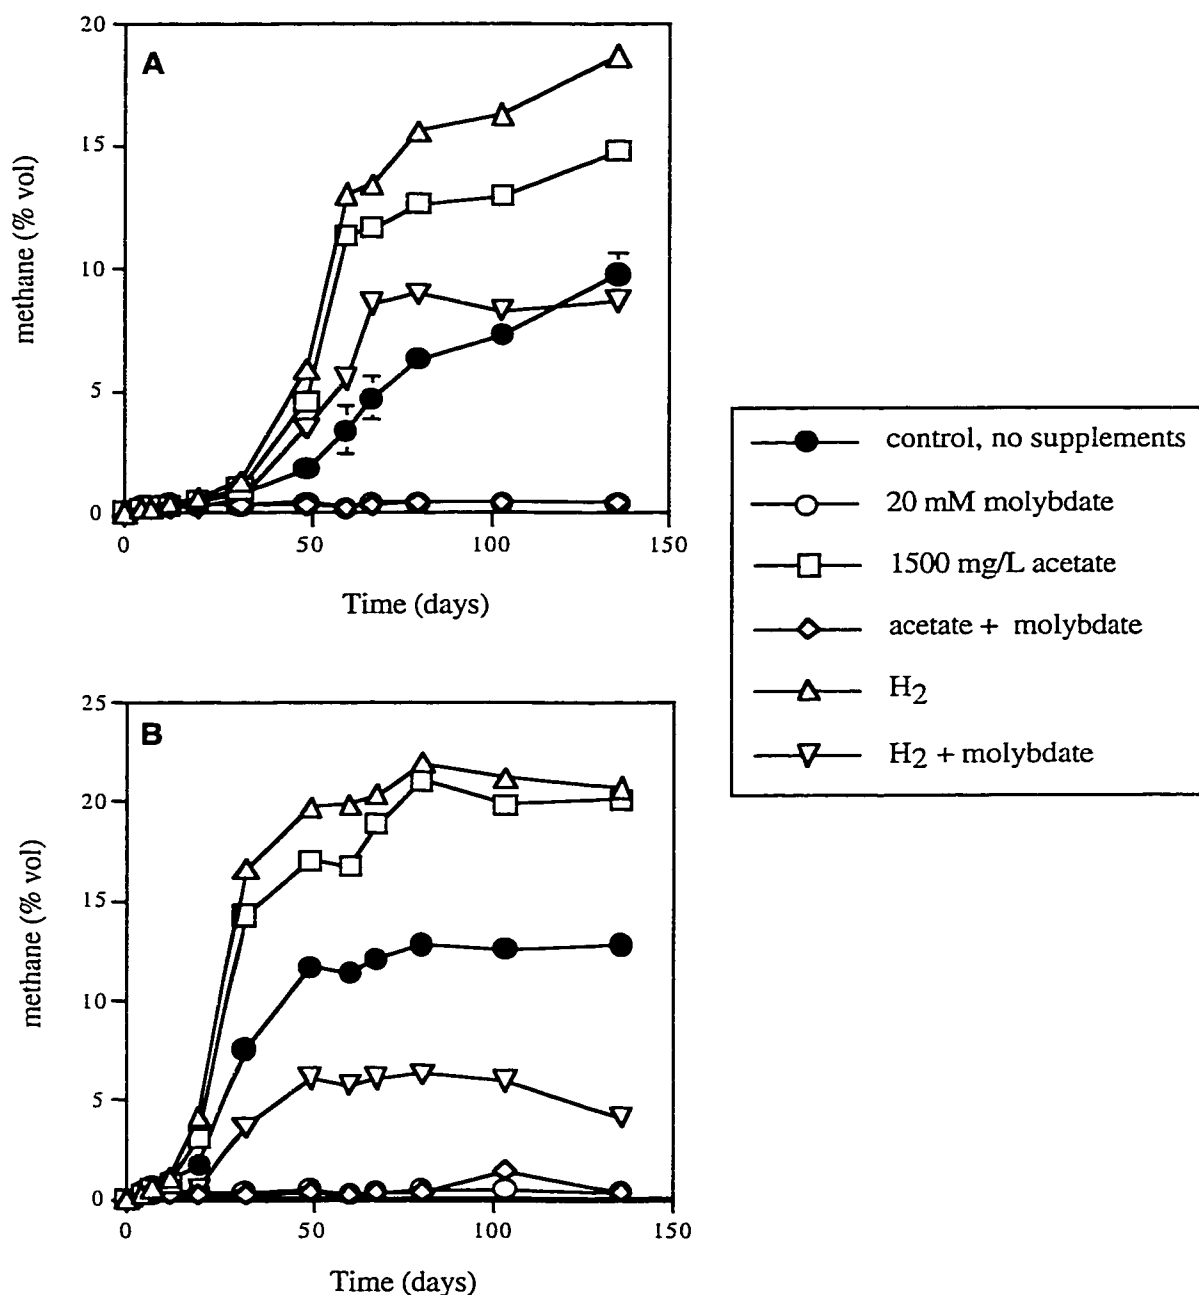 20
A
15
10
5
0
methane (% vol)
0
50
100
150
Time (days)
control, no supplements
20 mM molybdate
1500 mg/L acetate
acetate + molybdate
H2
H2 + molybdate
25
B
20
15
10
5
0
methane (% vol)
0
50
100
150
Time (days)